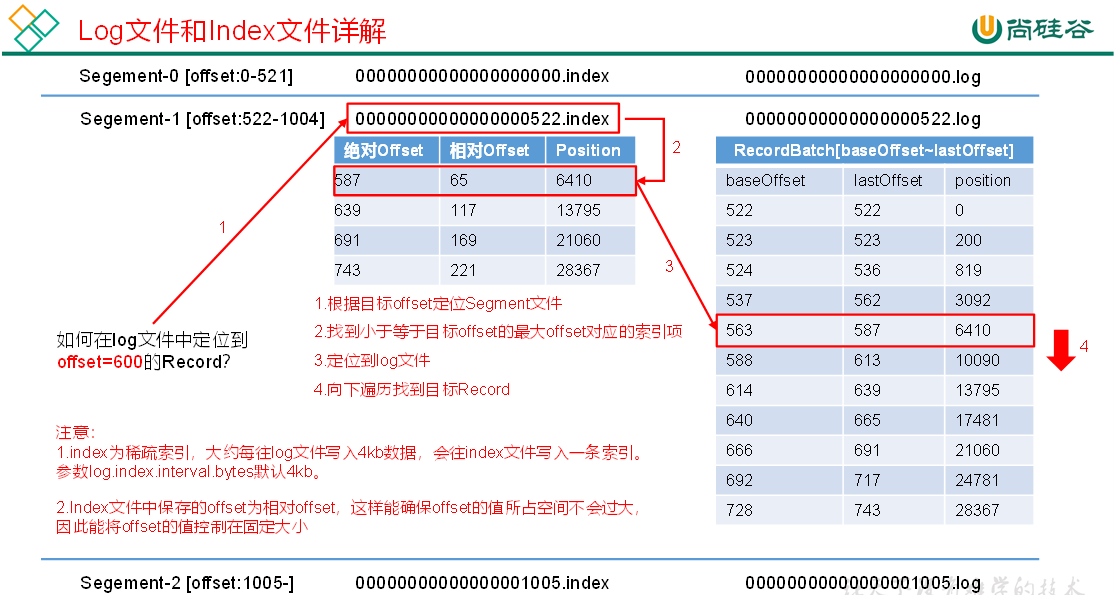 Log文件和Index文件详解
尚硅谷
Segement-0 [offset:0-521] 00000000000000000000.index 00000000000000000000.log
Segement-1 [offset:522-1004] 00000000000000000522.index 00000000000000000522.log
绝对Offset 相对Offset Position
587 65 6410
639 117 13795
691 169 21060
743 221 28367
1
2
3
RecordBatch[baseOffset~lastOffset]
baseOffset lastOffset position
522 522 0
523 523 200
524 536 819
537 562 3092
563 587 6410
588 613 10090
614 639 13795
640 665 17481
666 691 21060
692 717 24781
728 743 28367
4
如何在log文件中定位到
offset=600的Record?
1.根据目标offset定位Segment文件
2.找到小于等于目标offset的最大offset对应的索引项
3.定位到log文件
4.向下遍历找到目标Record
注意：
1.index为稀疏索引，大约每往log文件写入4kb数据，会往index文件写入一条索引。
参数log.index.interval.bytes默认4kb。
2.Index文件中保存的offset为相对offset，这样能确保offset的值所占空间不会过大，
因此能将offset的值控制在固定大小
Segement-2 [offset:1005-] 00000000000000001005.index 00000000000000001005.log